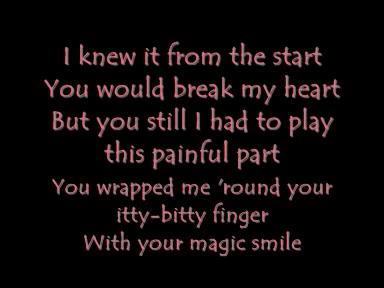 I knew it from the start
You would break my heart
But you still I had to play
this painful part
You wrapped me 'round your
itty-bitty finger
With your magic smile